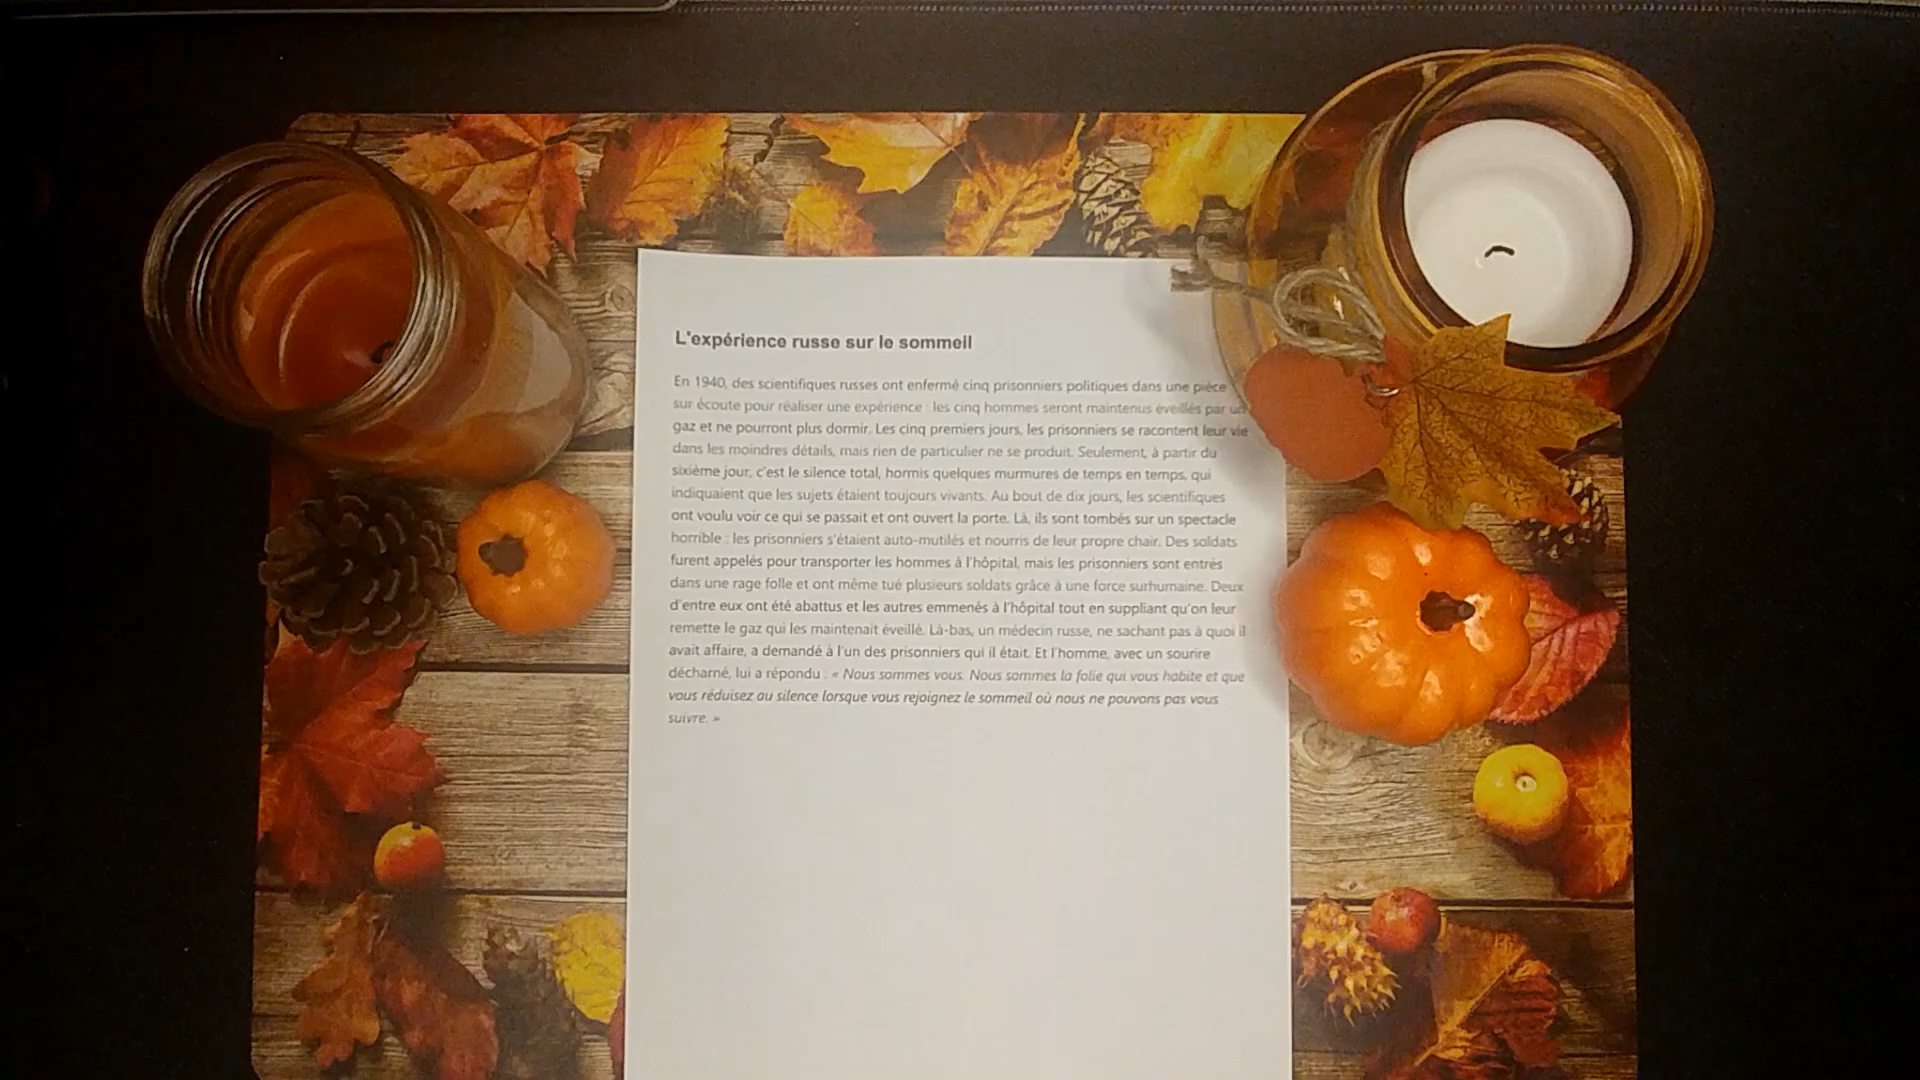 L'expérience russe sur le sommeil
En 1940, des scientifiques russes ont enfermé cinq prisonniers politiques dans une pièce
sur écoute pour réaliser une expérience : les cinq hommes seront maintenus éveillés par un
gaz et ne pourront plus dormir. Les cinq premiers jours, les prisonniers se racontent leur vie
dans les moindres détails, mais rien de particulier ne se produit. Seulement, à partir du
sixième jour, c'est le silence total, hormis quelques murmures de temps en temps, qui
indiquaient que les sujets étaient toujours vivants. Au bout de dix jours, les scientifiques
ont voulu voir ce qui se passait et ont ouvert la porte. Là, ils sont tombés sur un spectacle
horrible : les prisonniers s'étaient auto-mutilés et nourris de leur propre chair. Des soldats
furent appelés pour transporter les hommes à l'hôpital, mais les prisonniers sont entrés
dans une rage folle et ont même tué plusieurs soldats grâce à une force surhumaine. Deux
d'entre eux ont été abattus et les autres emmenés à l'hôpital tout en suppliant qu'on leur
remette le gaz qui les maintenait éveillé. Là-bas, un médecin russe, ne sachant pas à quoi il
avait affaire, a demandé à l'un des prisonniers qui il était. Et l'homme, avec un sourire
décharné, lui a répondu : « Nous sommes vous. Nous sommes la folie qui vous habite et que
vous réduisez au silence lorsque vous rejoignez le sommeil où nous ne pouvons pas vous
suivre. »